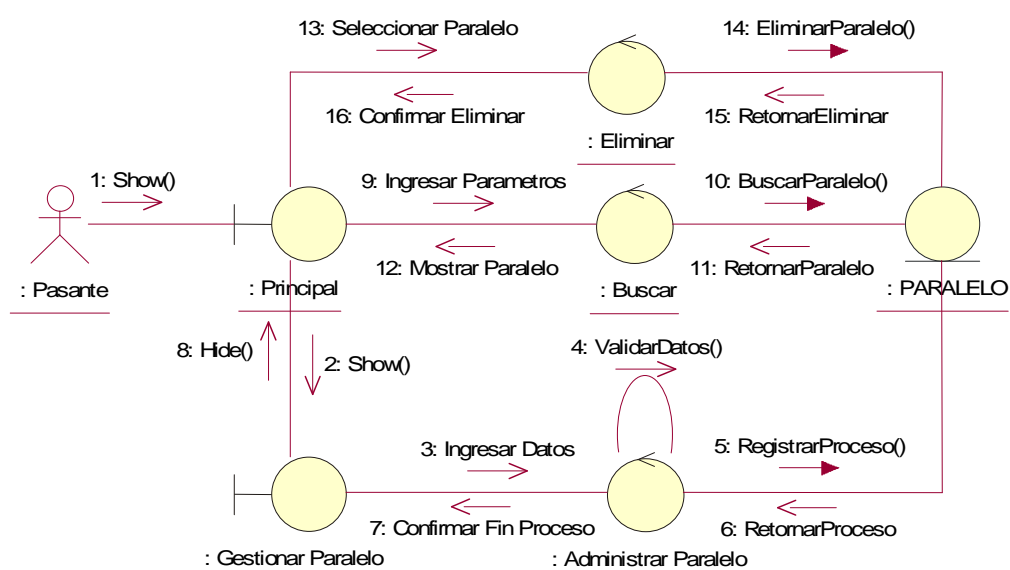 13: Seleccionar Paralelo
14: EliminarParalelo()
16: Confirmar Eliminar
15: RetornarEliminar
: Eliminar
1: Show()
9: Ingresar Parametros
10: BuscarParalelo()
12: Mostrar Paralelo
11: RetornarParalelo
: Pasante
: Principal
: Buscar
: PARALELO
8: Hide()
2: Show()
4: ValidarDatos()
3: Ingresar Datos
5: RegistrarProceso()
7: Confirmar Fin Proceso
6: RetornarProceso
: Gestionar Paralelo
: Administrar Paralelo